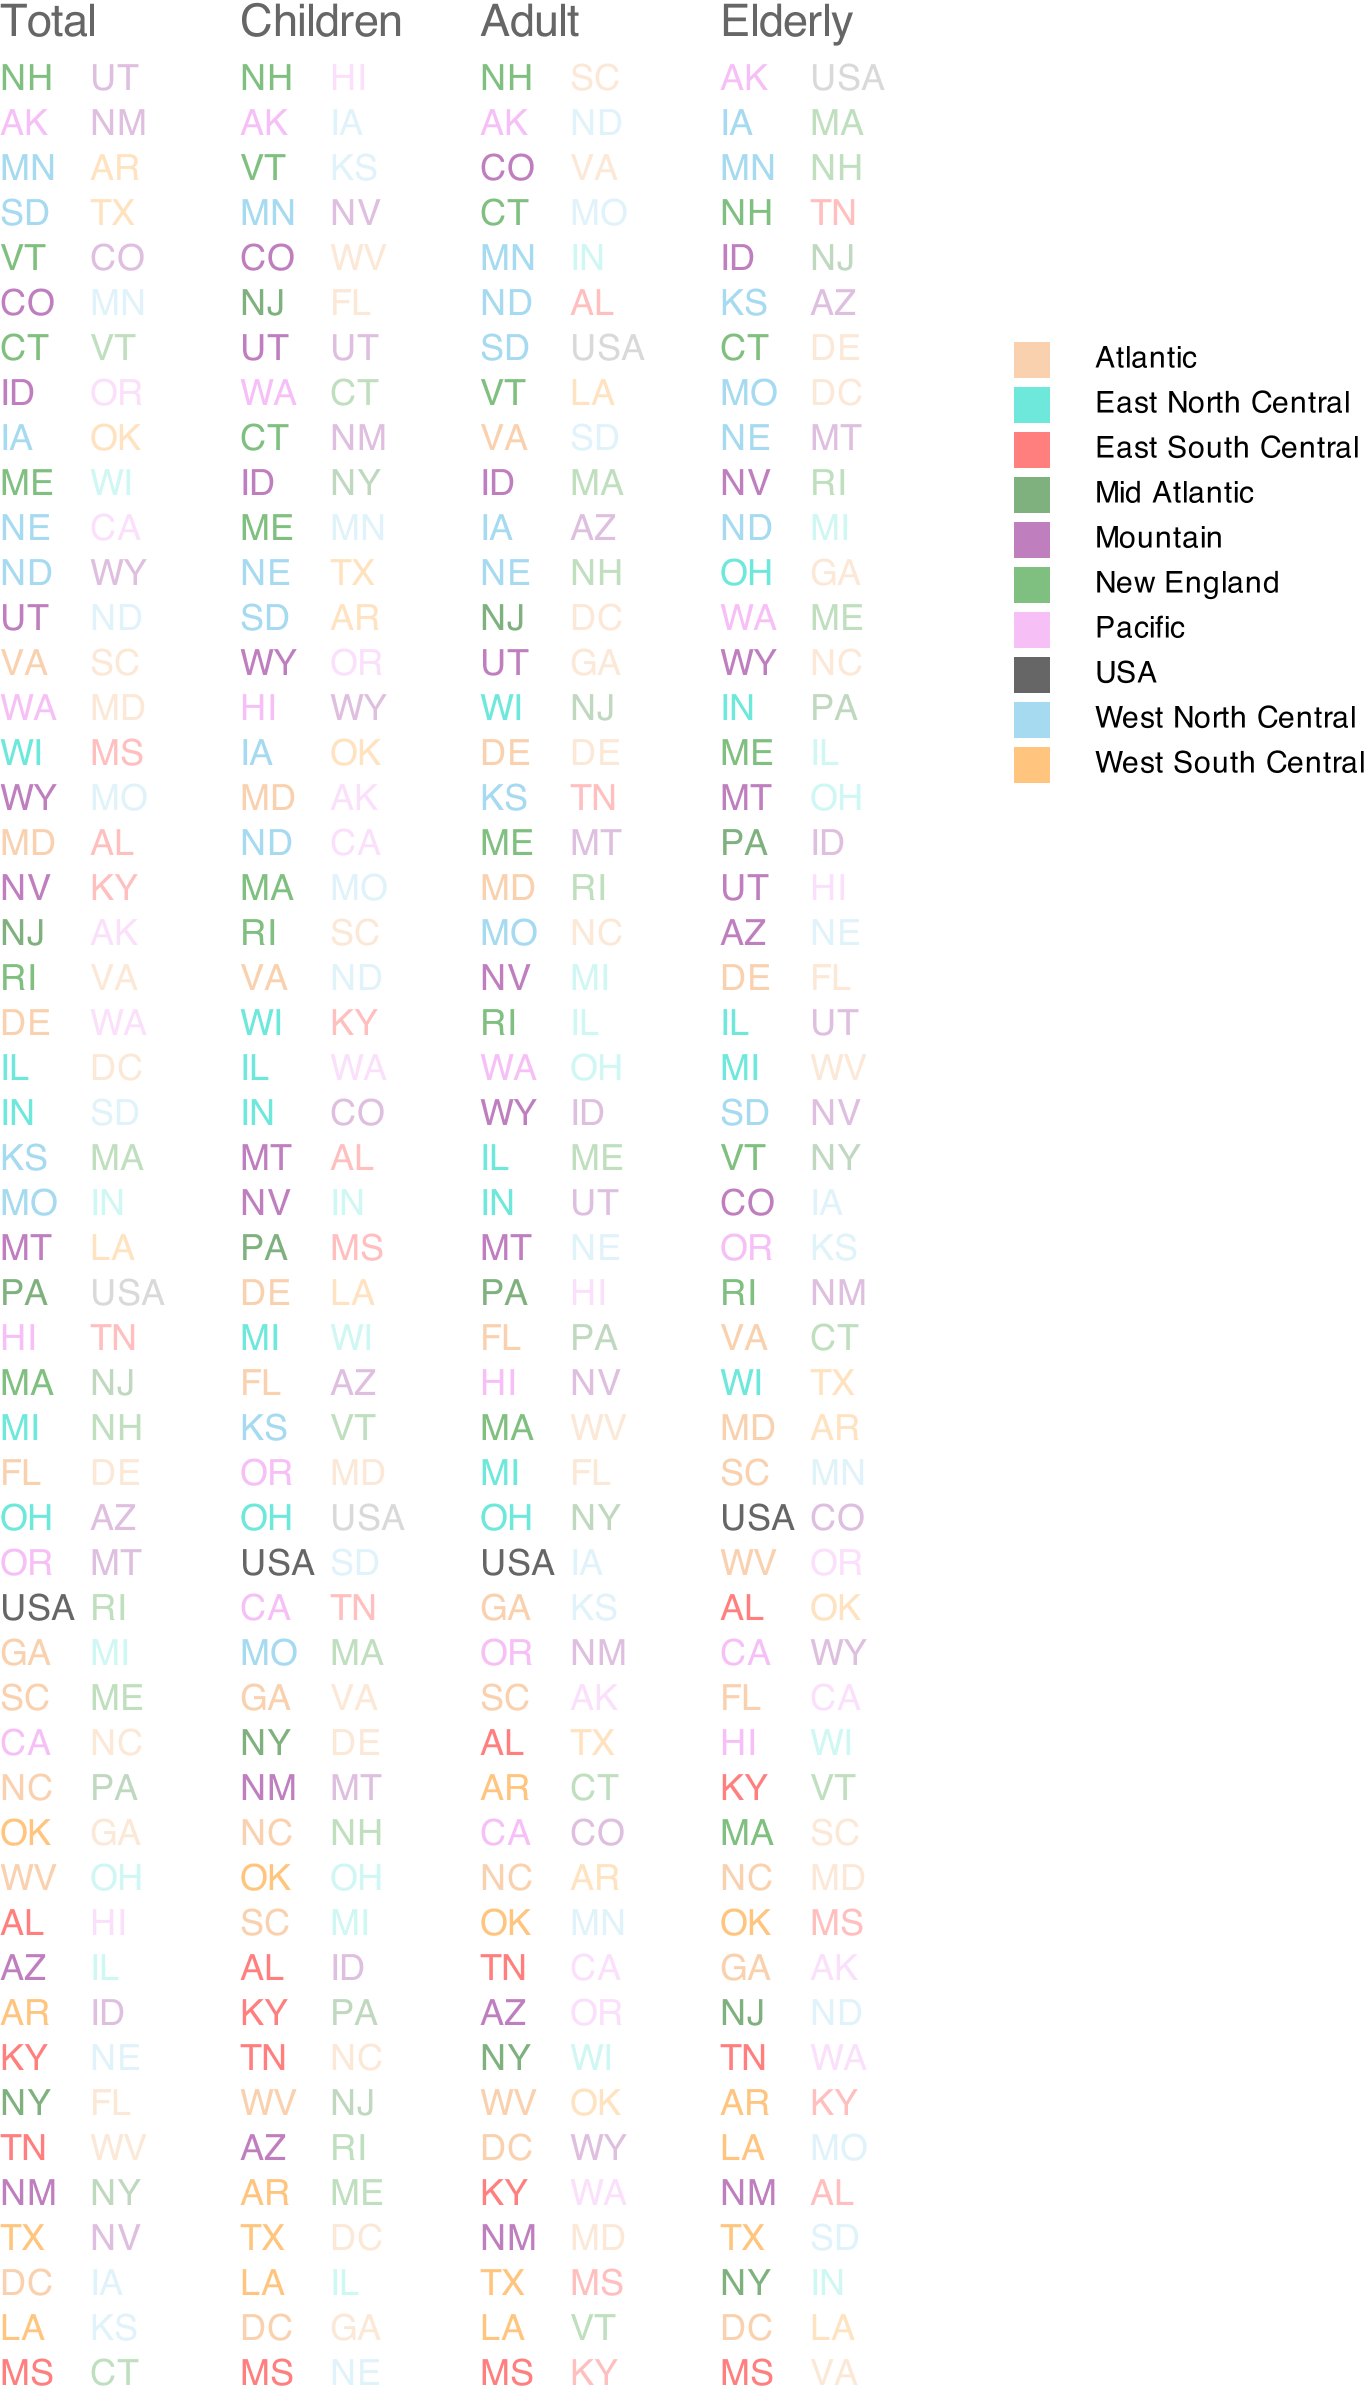 Total Children Adult Elderly
NH UT NH HI NH SC AK USA
AK NM AK IA AK ND IA MA
MN AR VT KS CO VA MN NH
SD TX MN NV CT MO NH TN
VT CO CO WV MN IN ID NJ
CO MN NJ FL ND AL KS AZ
CT VT UT UT SD USA CT DE
ID OR WA CT VT LA MO DC
IA OK CT NM VA SD NE MT
ME WI ID NY ID MA NV RI
NE CA ME MN IA AZ ND MI
ND WY NE TX NE NH OH GA
UT ND SD AR NJ DC WA ME
VA SC WY OR UT GA WY NC
WA MD HI WY WI NJ IN PA
WI MS IA OK DE DE ME IL
WY MO MD AK KS TN MT OH
MD AL ND CA ME MT PA ID
NV KY MA MO MD RI UT HI
NJ AK RI SC MO NC AZ NE
RI VA VA ND NV MI DE FL
DE WA WI KY RI IL IL UT
IL DC IL WA WA OH MI WV
IN SD IN CO WY ID SD NV
KS MA MT AL IL ME VT NY
MO IN NV IN IN UT CO IA
MT LA PA MS MT NE OR KS
PA USA DE LA PA HI RI NM
HI TN MI WI FL PA VA CT
MA NJ FL AZ HI NV WI TX
MI NH KS VT MA WV MD AR
FL DE OR MD MI FL SC MN
OH AZ OH USA OH NY USA CO
OR MT USA SD USA IA WV OR
USA RI CA TN GA KS AL OK
GA MI MO MA OR NM CA WY
SC ME GA VA SC AK FL CA
CA NC NY DE AL TX HI WI
NC PA NM MT AR CT KY VT
OK GA NC NH CA CO MA SC
WV OH OK OH NC AR NC MD
AL HI SC MI OK MN OK MS
AZ IL AL ID TN CA GA AK
AR ID KY PA AZ OR NJ ND
KY NE TN NC NY WI TN WA
NY FL WV NJ WV OK AR KY
TN WV AZ RI DC WY LA MO
NM NY AR ME KY WA NM AL
TX NV TX DC NM MD TX SD
DC IA LA IL TX MS NY IN
LA KS DC GA LA VT DC LA
MS CT MS NE MS KY MS VA
Atlantic
East North Central
East South Central
Mid Atlantic
Mountain
New England
Pacific
USA
West North Central
West South Central